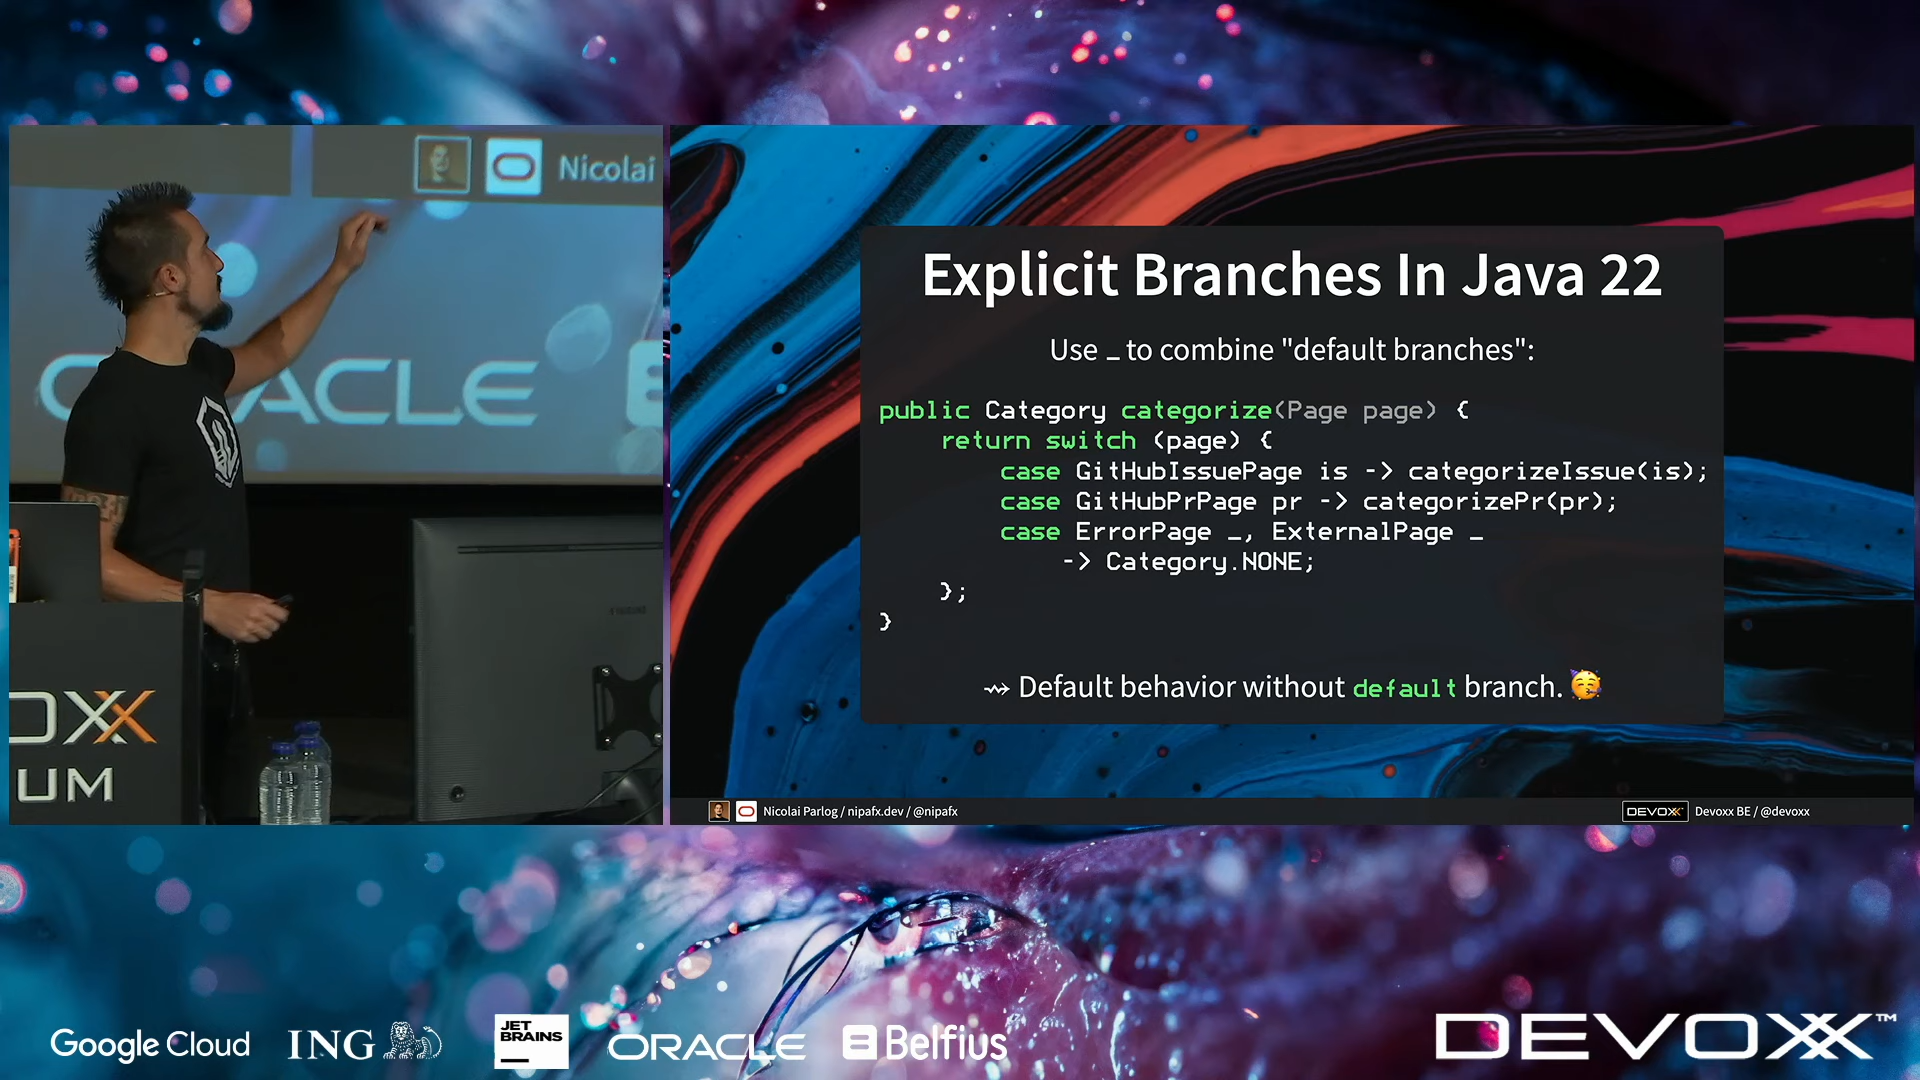 Nicolai
ORACLE
OXX
UM
Explicit Branches In Java 22
Use _ to combine "default branches":
public Category categorize(Page page) {
return switch (page) {
case GitHubIssuePage is -> categorizeIssue(is);
case GitHubPrPage pr -> categorizePr(pr);
case ErrorPage _, ExternalPage _
-> Category.NONE;
};
}
⇝ Default behavior without default branch. 🥳
Nicolai Parlog / nipafx.dev / @nipafx
DEVOXX Devoxx BE / @devoxx
Google Cloud ING JET BRAINS ORACLE Belfius DEVOXX™